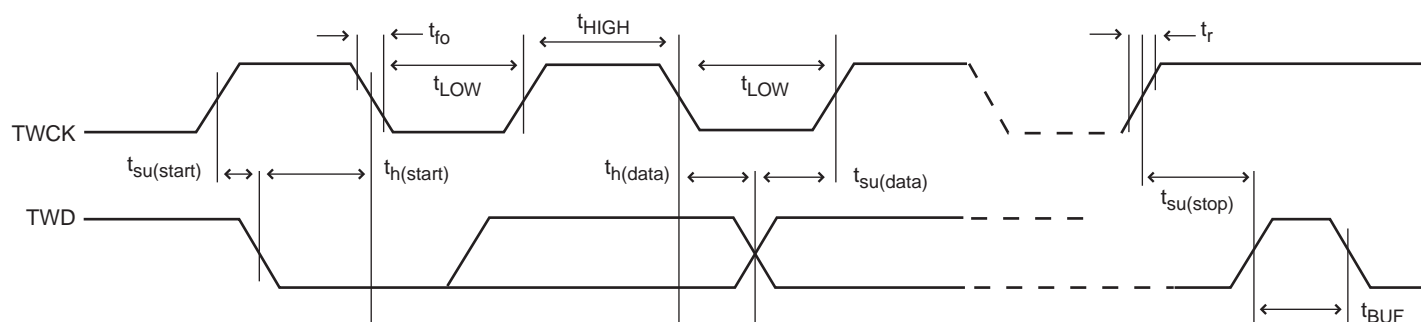 t_fo
t_HIGH
t_r
t_LOW
t_LOW
TWCK
t_su(start)
t_h(start)
t_h(data)
t_su(data)
t_su(stop)
TWD
t_BUF